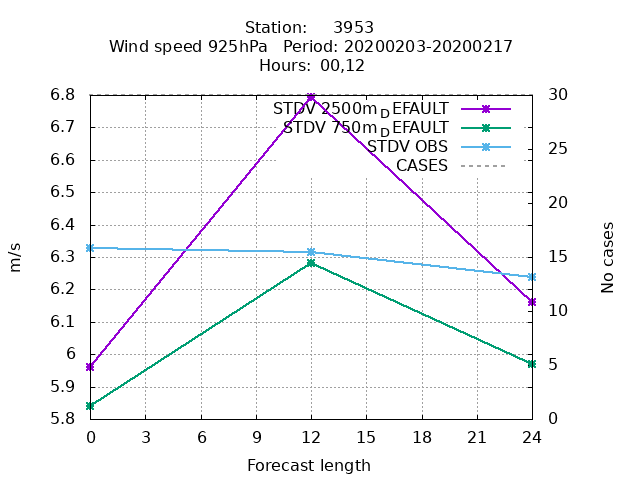 Station: 3953
Wind speed 925hPa Period: 20200203-20200217
Hours: 00,12
6.8
6.7
6.6
6.5
6.4
6.3
6.2
6.1
6
5.9
5.8
m/s
STDV 2500m_DEFAULT
STDV 750m_DEFAULT
STDV OBS
CASES
30
25
20
15
10
5
0
No cases
0 3 6 9 12 15 18 21 24
Forecast length